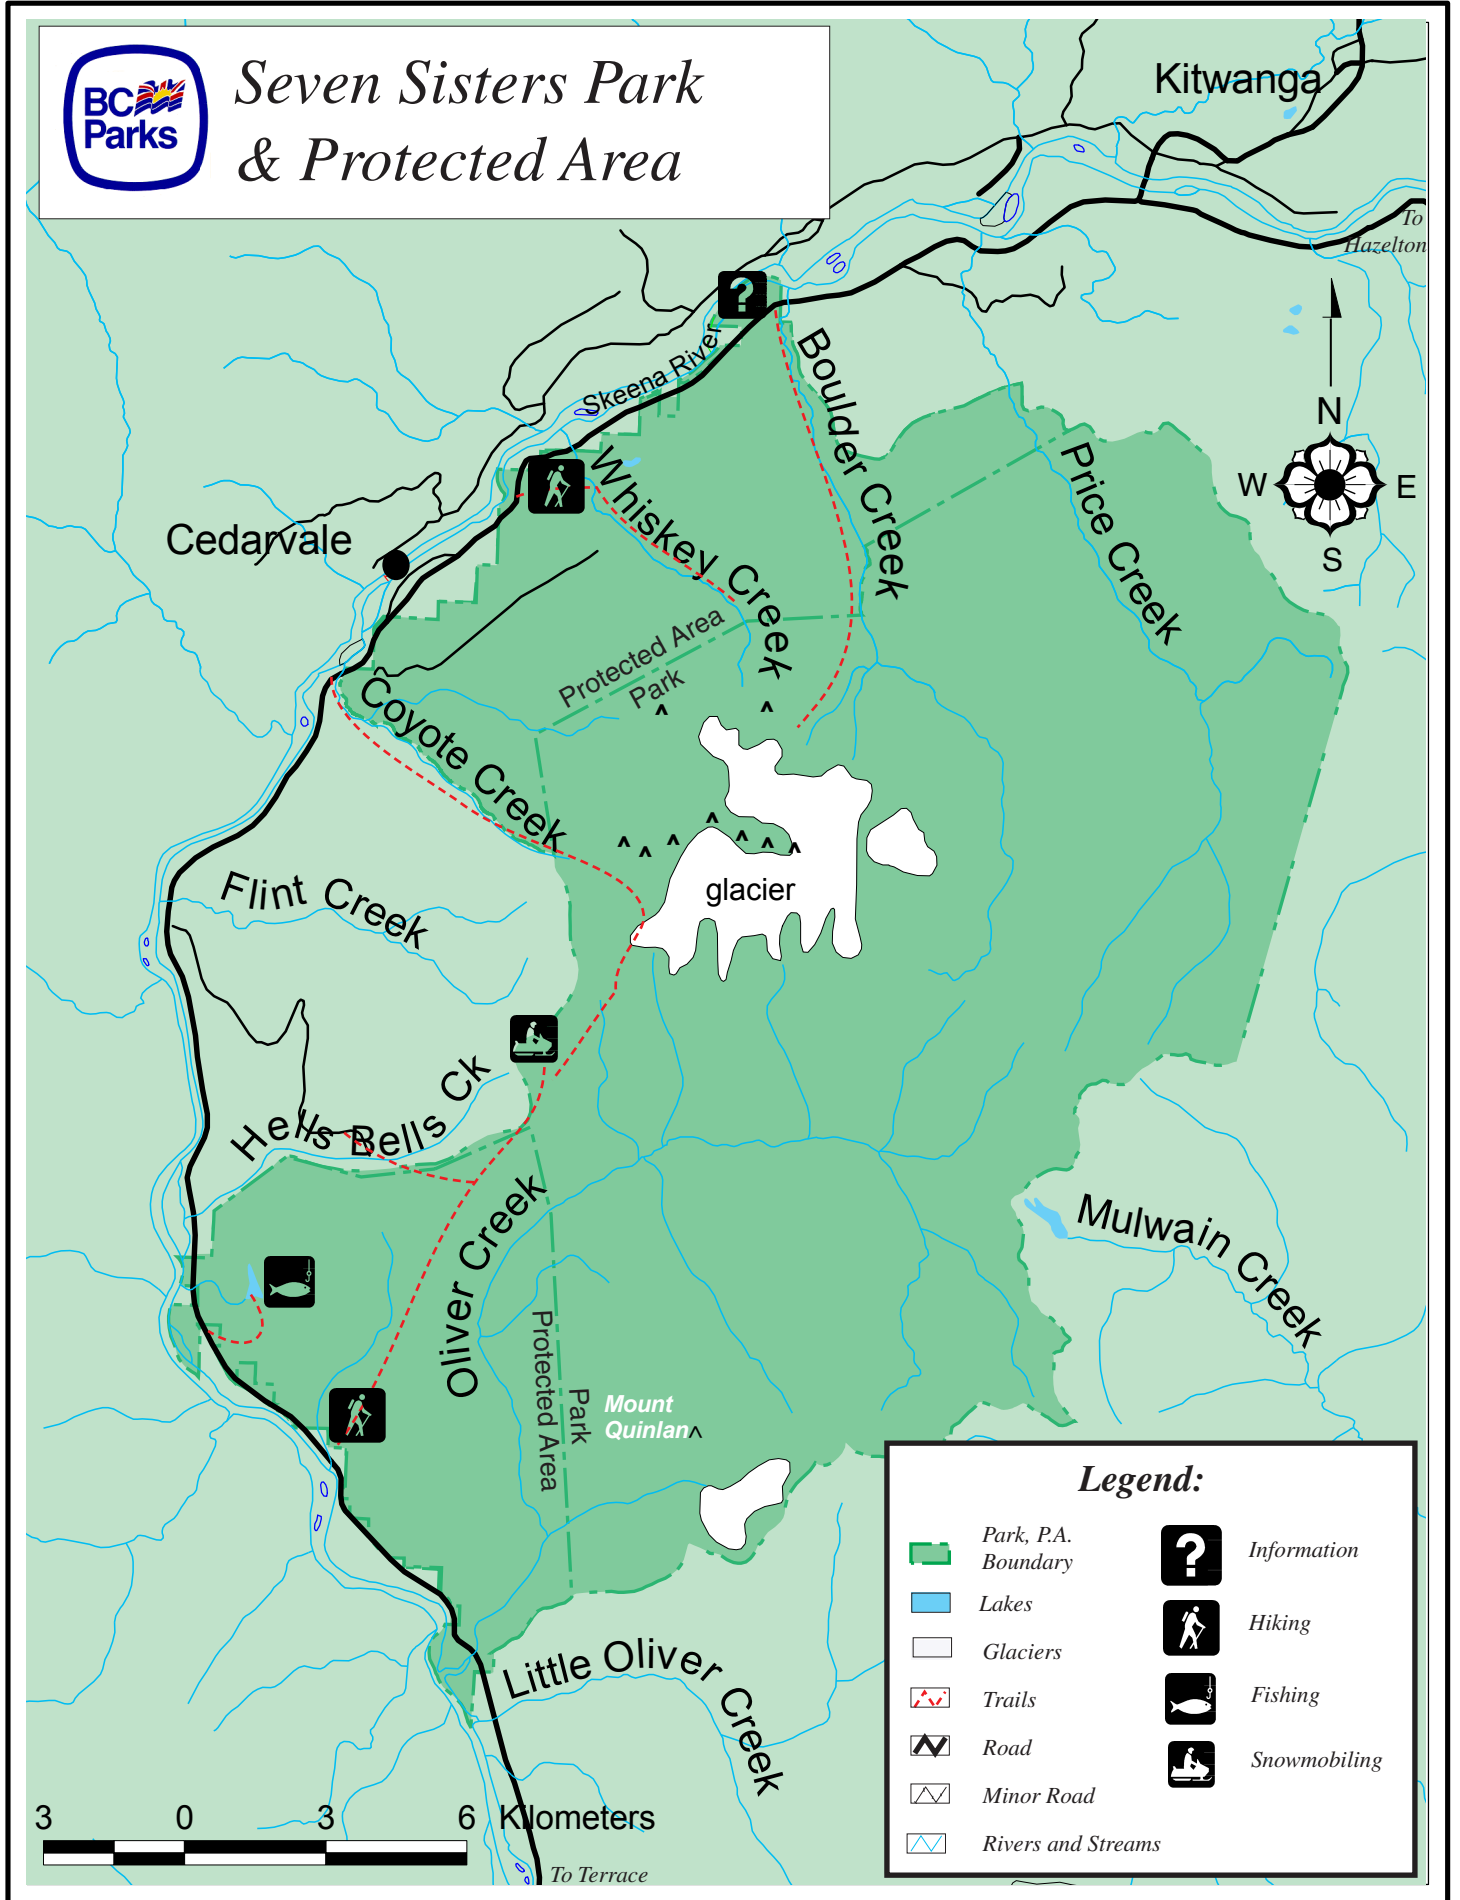 BC
Parks
Seven Sisters Park
& Protected Area
Kitwanga
To
Hazelton
?
Skeena River
Boulder Creek
N
W
E
S
Price Creek
Whiskey Creek
Cedarvale
Protected Area
Park
Coyote Creek
glacier
Flint Creek
Hells Bells Ck
Oliver Creek
Mulwain Creek
Protected Area
Park
Mount
Quinlan
Little Oliver Creek
Legend:
Park, P.A.
Boundary
Lakes
Glaciers
Trails
Road
Minor Road
Rivers and Streams
?
Information
Hiking
Fishing
Snowmobiling
3 0 3 6 Kilometers
To Terrace